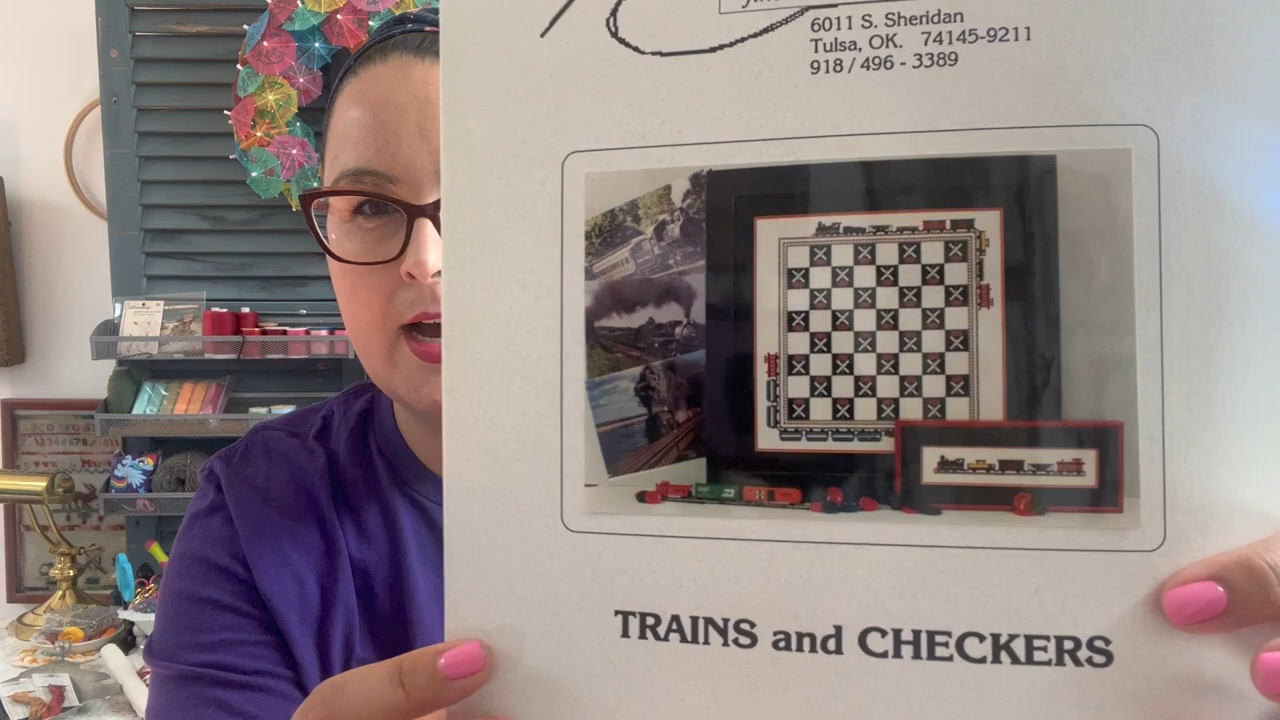 6011 S. Sheridan
Tulsa, OK. 74145-9211
918 / 496 - 3389
TRAINS and CHECKERS